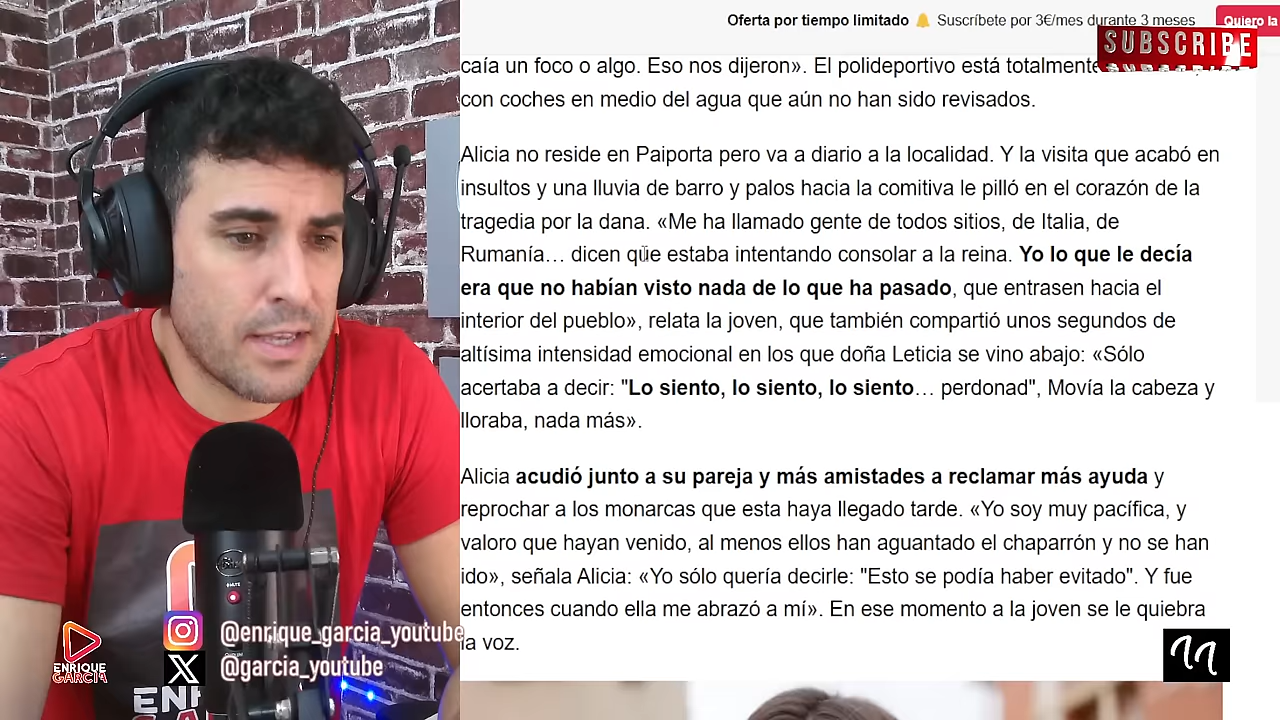 Oferta por tiempo limitado 🔔 Suscríbete por 3€/mes durante 3 meses
Quiero la
SUBSCRIBE
caía un foco o algo. Eso nos dijeron». El polideportivo está totalmente
con coches en medio del agua que aún no han sido revisados.
Alicia no reside en Paiporta pero va a diario a la localidad. Y la visita que acabó en
insultos y una lluvia de barro y palos hacia la comitiva le pilló en el corazón de la
tragedia por la dana. «Me ha llamado gente de todos sitios, de Italia, de
Rumanía… dicen que estaba intentando consolar a la reina. Yo lo que le decía
era que no habían visto nada de lo que ha pasado, que entrasen hacia el
interior del pueblo», relata la joven, que también compartió unos segundos de
altísima intensidad emocional en los que doña Leticia se vino abajo: «Sólo
acertaba a decir: "Lo siento, lo siento, lo siento… perdonad", Movía la cabeza y
lloraba, nada más».
Alicia acudió junto a su pareja y más amistades a reclamar más ayuda y
reprochar a los monarcas que esta haya llegado tarde. «Yo soy muy pacífica, y
valoro que hayan venido, al menos ellos han aguantado el chaparrón y no se han
ido», señala Alicia: «Yo sólo quería decirle: "Esto se podía haber evitado". Y fue
entonces cuando ella me abrazó a mí». En ese momento a la joven se le quiebra
la voz.
@enrique_garcia_youtube
@garcia_youtube
ENRIQUE
GARCIA